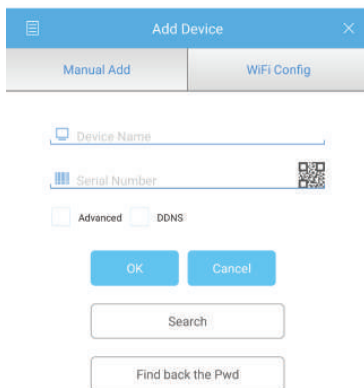 Add Device
Manual Add WiFi Config
Device Name
Serial Number
Advanced DDNS
OK Cancel
Search
Find back the Pwd